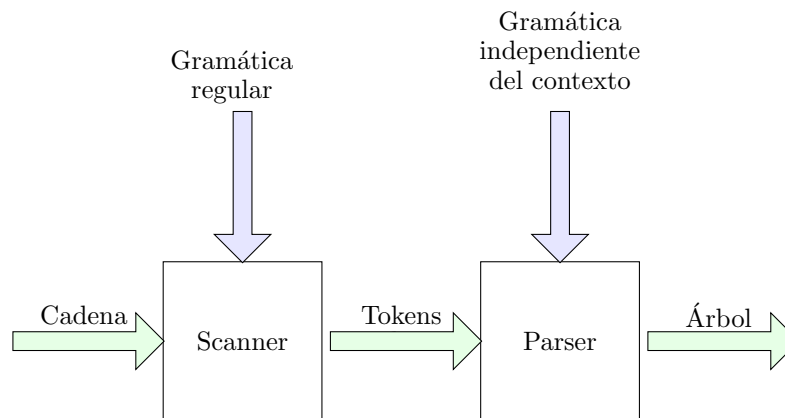 Gramática
regular
Gramática
independiente
del contexto
Cadena
Scanner
Tokens
Parser
Árbol